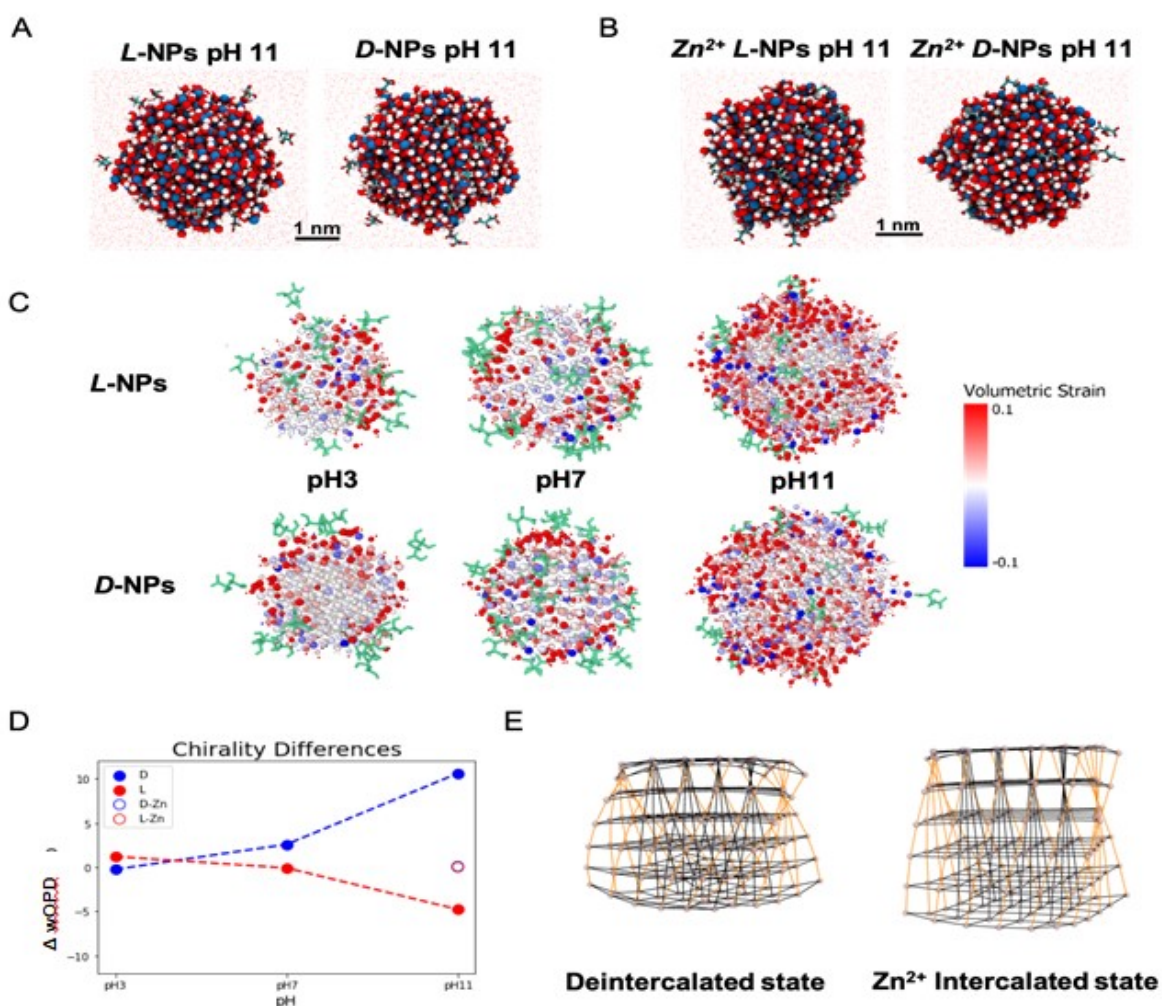 A
L-NPs pH 11
D-NPs pH 11
1 nm
B
Zn²⁺ L-NPs pH 11
Zn²⁺ D-NPs pH 11
1 nm
C
L-NPs
pH3
pH7
pH11
D-NPs
Volumetric Strain
0.1
-0.1
D
Chirality Differences
D
L
D-Zn
L-Zn
10
5
0
-5
-10
Δ wOPD )
pH3
pH7
pH11
pH
E
Deintercalated state
Zn²⁺ Intercalated state